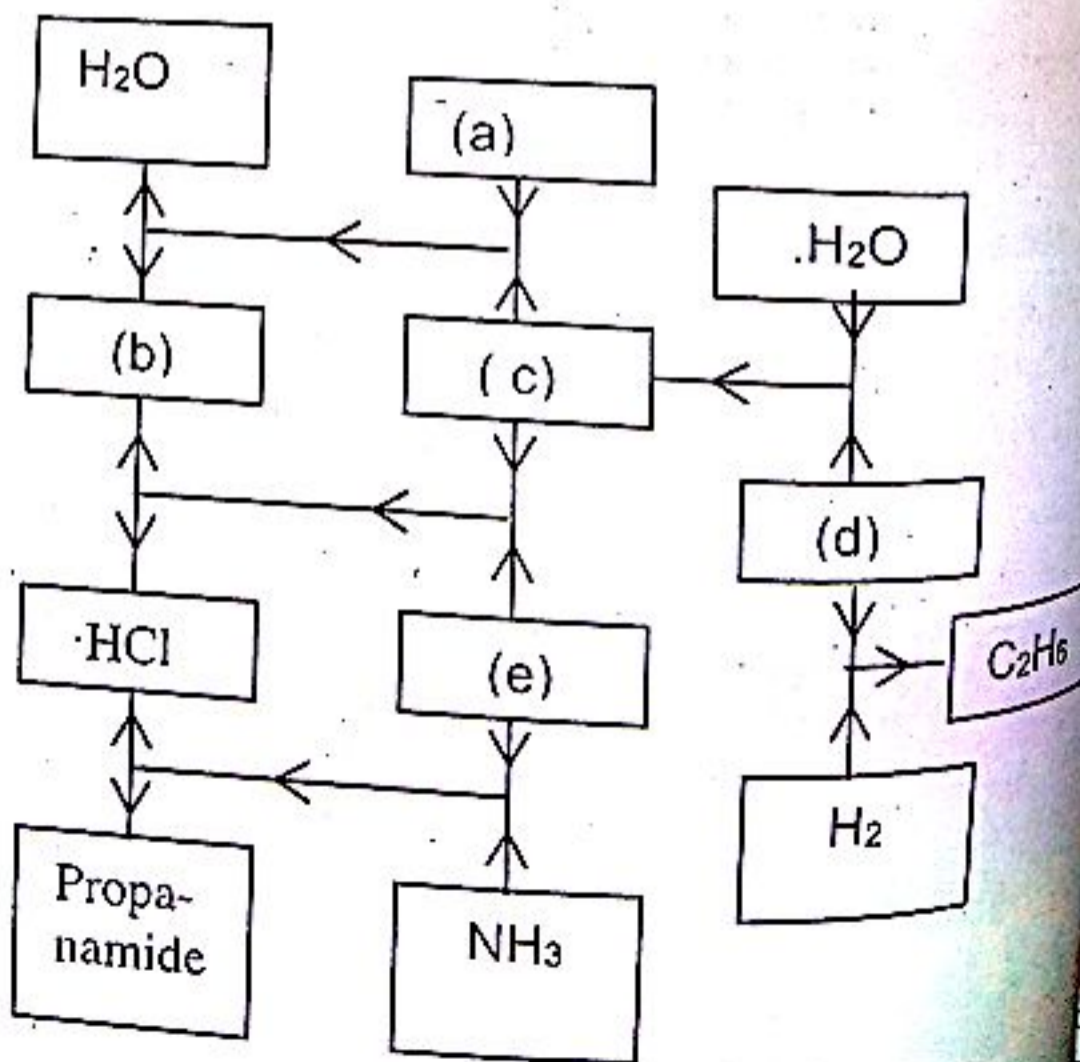 H₂O
(a)
.H₂O
(b)
( c)
(d)
·HCl
(e)
C₂H₆
H₂
Propa-
namide
NH₃